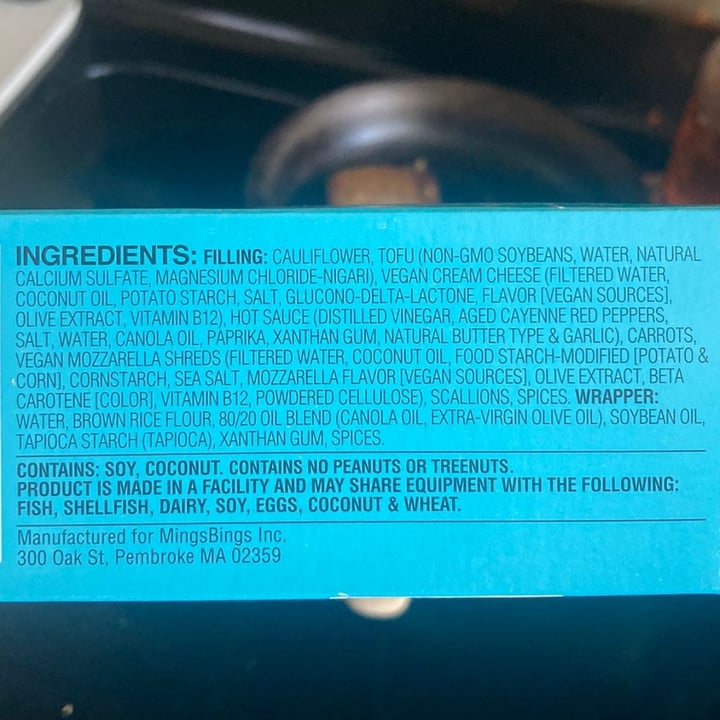 INGREDIENTS: FILLING: CAULIFLOWER, TOFU (NON-GMO SOYBEANS, WATER, NATURAL
CALCIUM SULFATE, MAGNESIUM CHLORIDE-NIGARI), VEGAN CREAM CHEESE (FILTERED WATER,
COCONUT OIL, POTATO STARCH, SALT, GLUCONO-DELTA-LACTONE, FLAVOR [VEGAN SOURCES],
OLIVE EXTRACT, VITAMIN B12), HOT SAUCE (DISTILLED VINEGAR, AGED CAYENNE RED PEPPERS,
SALT, WATER, CANOLA OIL, PAPRIKA, XANTHAN GUM, NATURAL BUTTER TYPE & GARLIC), CARROTS,
VEGAN MOZZARELLA SHREDS (FILTERED WATER, COCONUT OIL, FOOD STARCH-MODIFIED [POTATO &
CORN], CORNSTARCH, SEA SALT, MOZZARELLA FLAVOR [VEGAN SOURCES], OLIVE EXTRACT, BETA
CAROTENE [COLOR], VITAMIN B12, POWDERED CELLULOSE), SCALLIONS, SPICES. WRAPPER:
WATER, BROWN RICE FLOUR, 80/20 OIL BLEND (CANOLA OIL, EXTRA-VIRGIN OLIVE OIL), SOYBEAN OIL,
TAPIOCA STARCH (TAPIOCA), XANTHAN GUM, SPICES.
CONTAINS: SOY, COCONUT. CONTAINS NO PEANUTS OR TREENUTS.
PRODUCT IS MADE IN A FACILITY AND MAY SHARE EQUIPMENT WITH THE FOLLOWING:
FISH, SHELLFISH, DAIRY, SOY, EGGS, COCONUT & WHEAT.
Manufactured for MingsBings Inc.
300 Oak St, Pembroke MA 02359